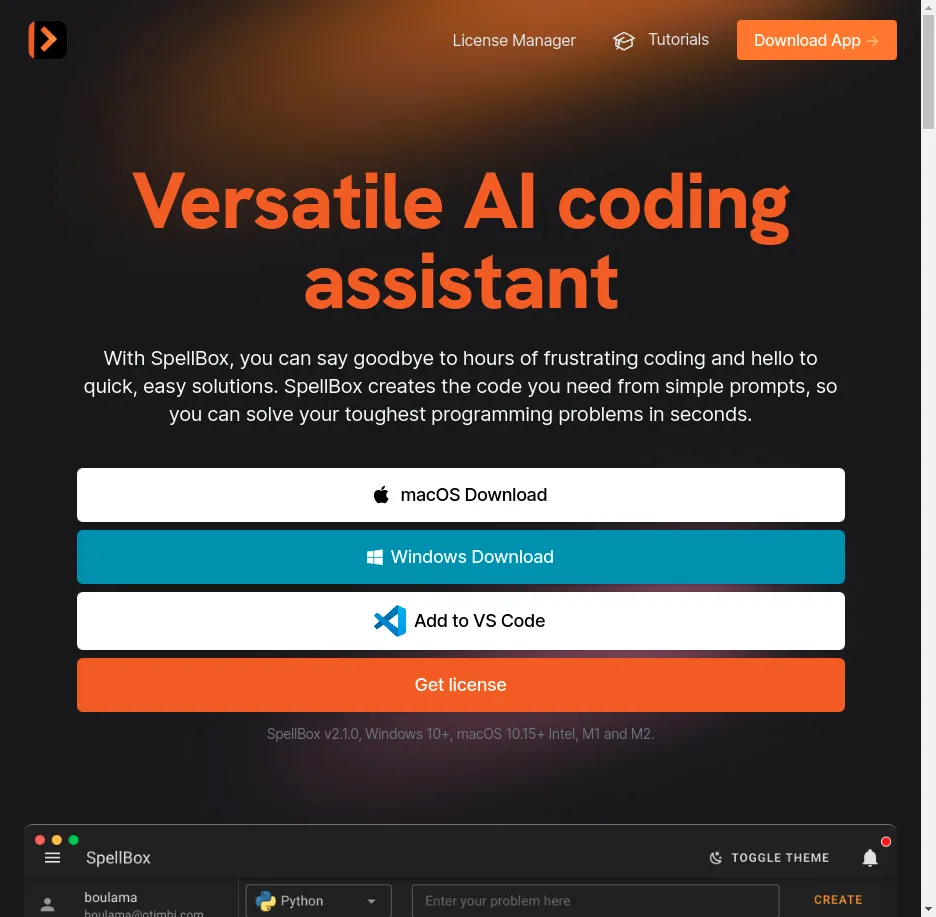 License Manager
Tutorials
Download App →
Versatile AI coding
assistant
With SpellBox, you can say goodbye to hours of frustrating coding and hello to
quick, easy solutions. SpellBox creates the code you need from simple prompts, so
you can solve your toughest programming problems in seconds.
macOS Download
Windows Download
Add to VS Code
Get license
SpellBox v2.1.0, Windows 10+, macOS 10.15+ Intel, M1 and M2.
SpellBox
TOGGLE THEME
boulama
Python
Enter your problem here
CREATE
boulama@otimbi.com